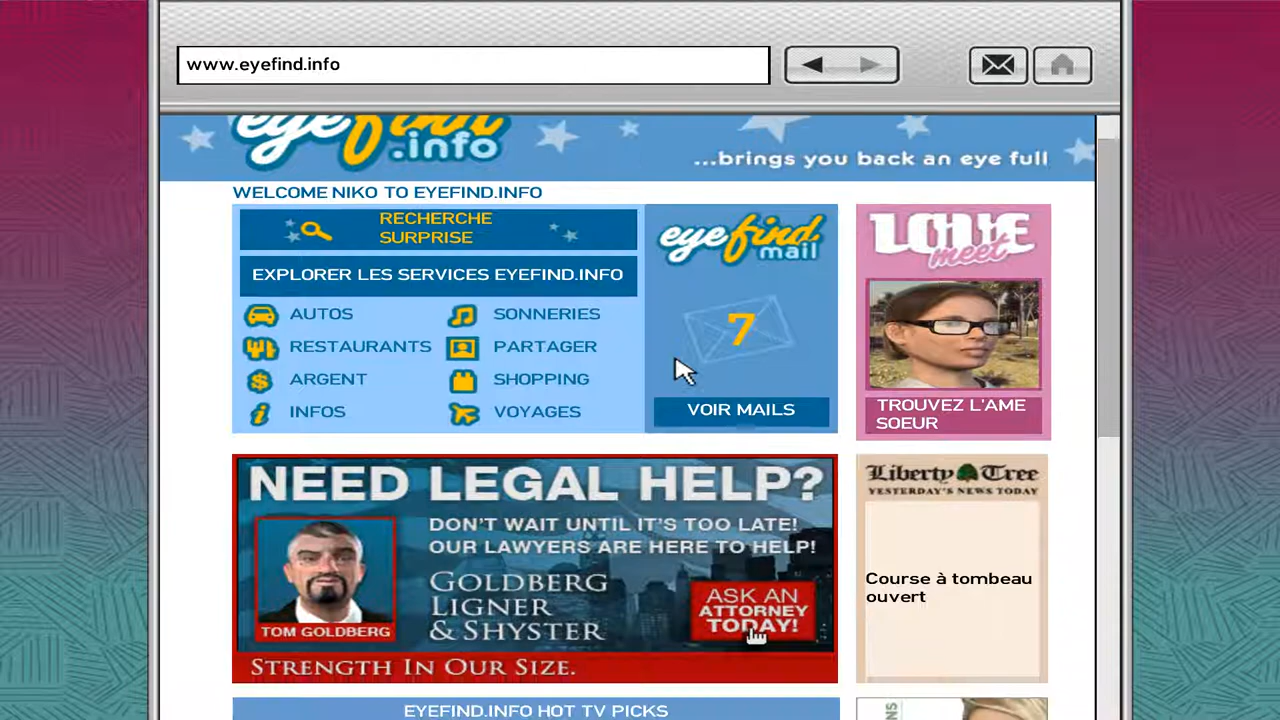 www.eyefind.info
eyefind
.info
...brings you back an eye full
WELCOME NIKO TO EYEFIND.INFO
RECHERCHE
SURPRISE
EXPLORER LES SERVICES EYEFIND.INFO
AUTOS
SONNERIES
RESTAURANTS
PARTAGER
ARGENT
SHOPPING
INFOS
VOYAGES
eyefind
mail
7
VOIR MAILS
LOVE
meet
TROUVEZ L'AME
SOEUR
NEED LEGAL HELP?
DON'T WAIT UNTIL IT'S TOO LATE!
OUR LAWYERS ARE HERE TO HELP!
GOLDBERG
LIGNER
& SHYSTER
TOM GOLDBERG
ASK AN
ATTORNEY
TODAY!
STRENGTH IN OUR SIZE.
Liberty Tree
YESTERDAY'S NEWS TODAY
Course à tombeau
ouvert
EYEFIND.INFO HOT TV PICKS